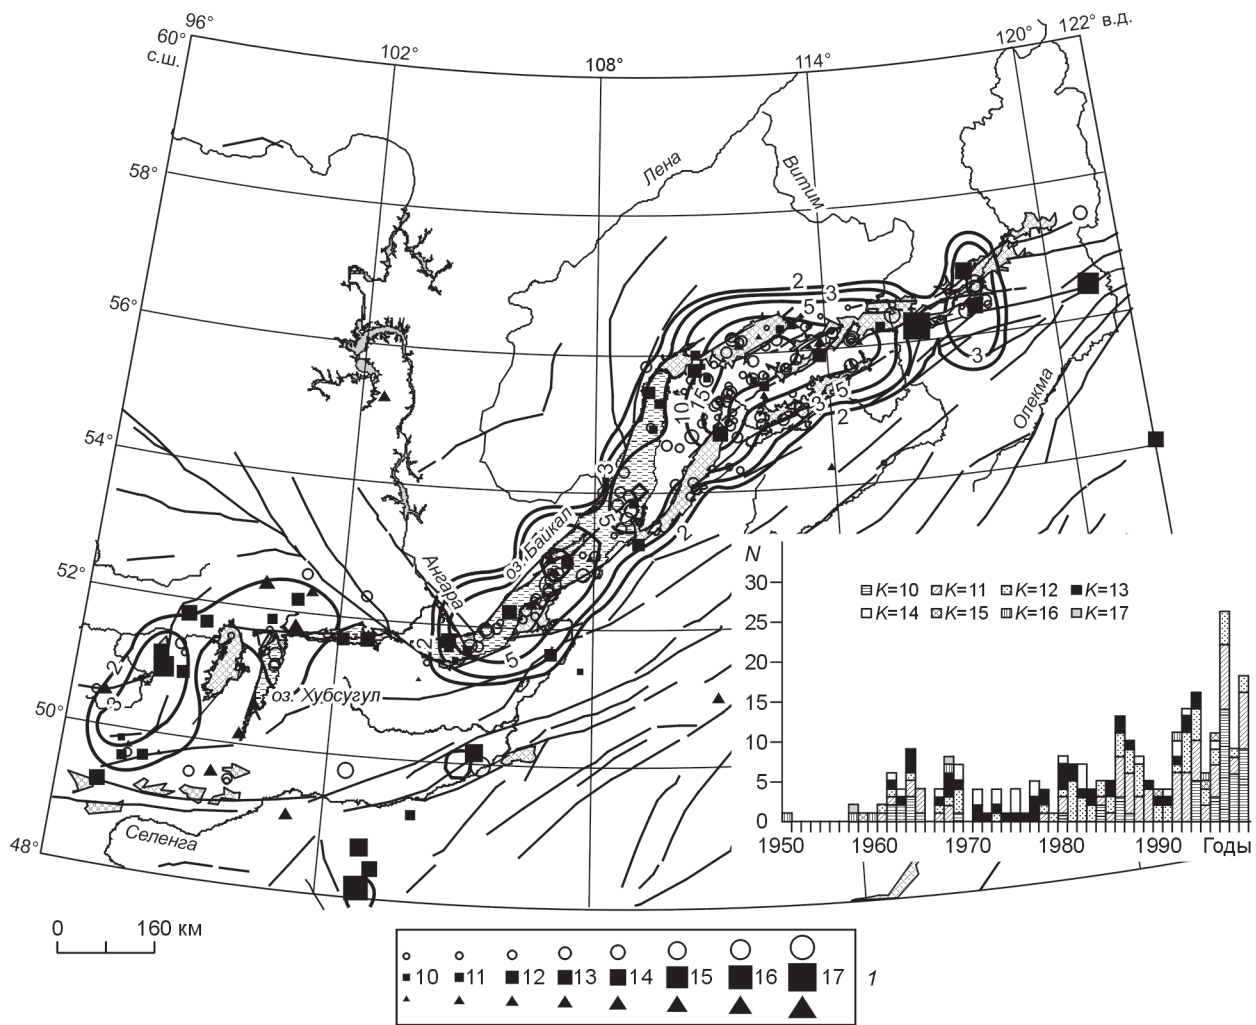 96°
60°
с.ш.
102°
108°
114°
120°
122° в.д.
58°
56°
54°
52°
50°
48°
Лена
Витим
Олекма
Ангара
оз. Байкал
оз. Хубсугул
Селенга
2
3
5
3
5
3
2
10
15
3
5
2
2
5
2
3
N
30
25
20
15
10
5
0
K=10 K=11 K=12 K=13
K=14 K=15 K=16 K=17
1950 1960 1970 1980 1990 Годы
0 160 км
10 11 12 13 14 15 16 17 1